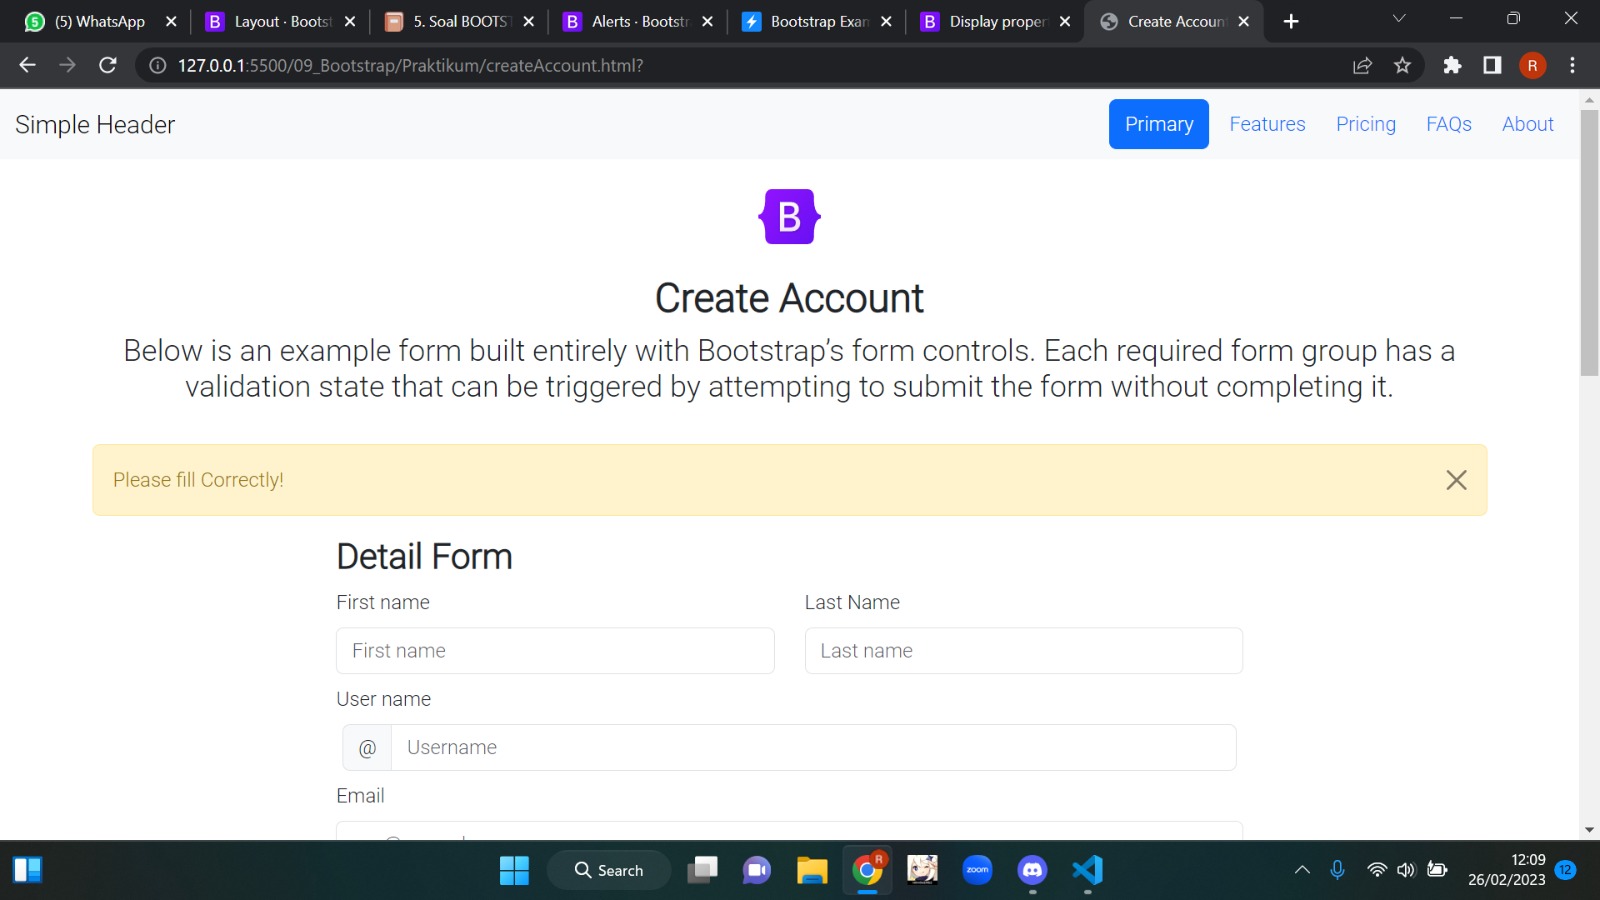 (5) WhatsApp
Layout · Bootst
5. Soal BOOTS
Alerts · Bootstr
Bootstrap Exam
Display proper
Create Account
127.0.0.1:5500/09_Bootstrap/Praktikum/createAccount.html?
R
Simple Header
Primary
Features
Pricing
FAQs
About
B
Create Account
Below is an example form built entirely with Bootstrap’s form controls. Each required form group has a
validation state that can be triggered by attempting to submit the form without completing it.
Please fill Correctly!
Detail Form
First name
Last Name
First name
Last name
User name
@
Username
Email
Search
R
zoom
12:09
26/02/2023
12